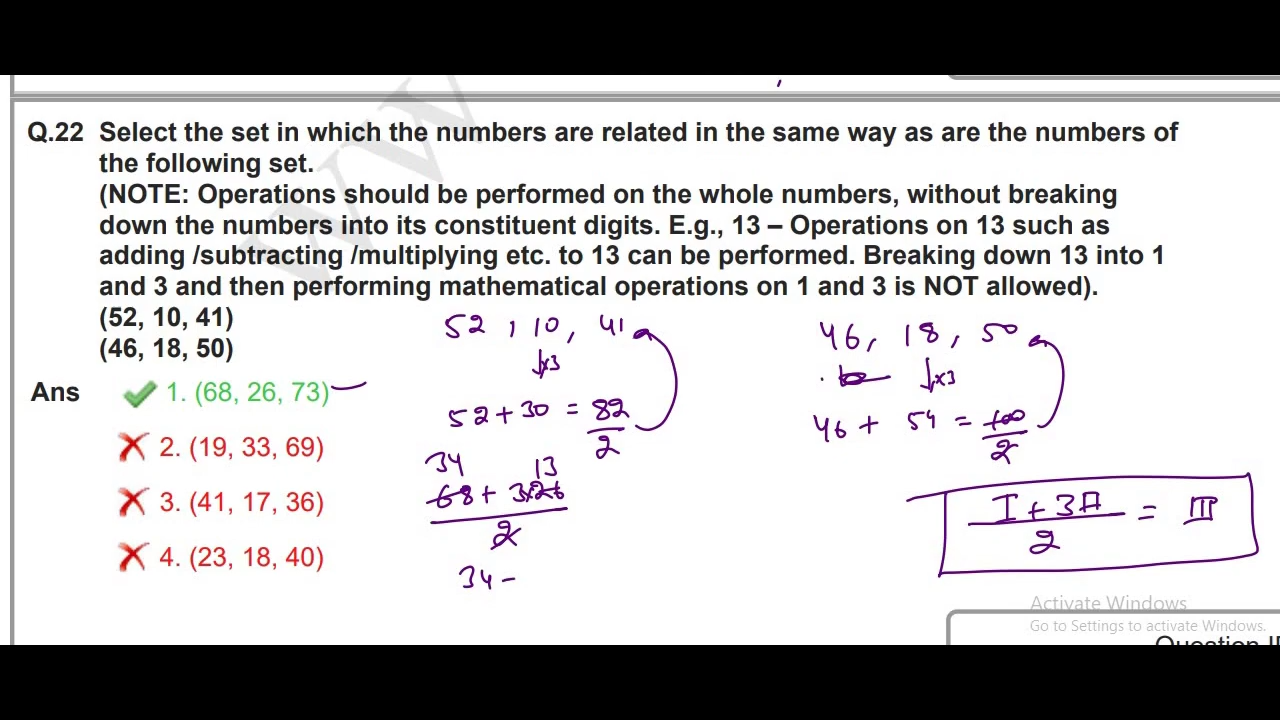 Q.22 Select the set in which the numbers are related in the same way as are the numbers of
the following set.
(NOTE: Operations should be performed on the whole numbers, without breaking
down the numbers into its constituent digits. E.g., 13 – Operations on 13 such as
adding /subtracting /multiplying etc. to 13 can be performed. Breaking down 13 into 1
and 3 and then performing mathematical operations on 1 and 3 is NOT allowed).
(52, 10, 41)
(46, 18, 50)
Ans 1. (68, 26, 73)
2. (19, 33, 69)
3. (41, 17, 36)
4. (23, 18, 40)
52, 10, 41
↓×3
52 + 30 = 82
2
34 13
68 + 3×26
2
34 -
46, 18, 50
↓×3
46 + 54 = 100
2
I + 3II = III
2
Activate Windows
Go to Settings to activate Windows.
WW